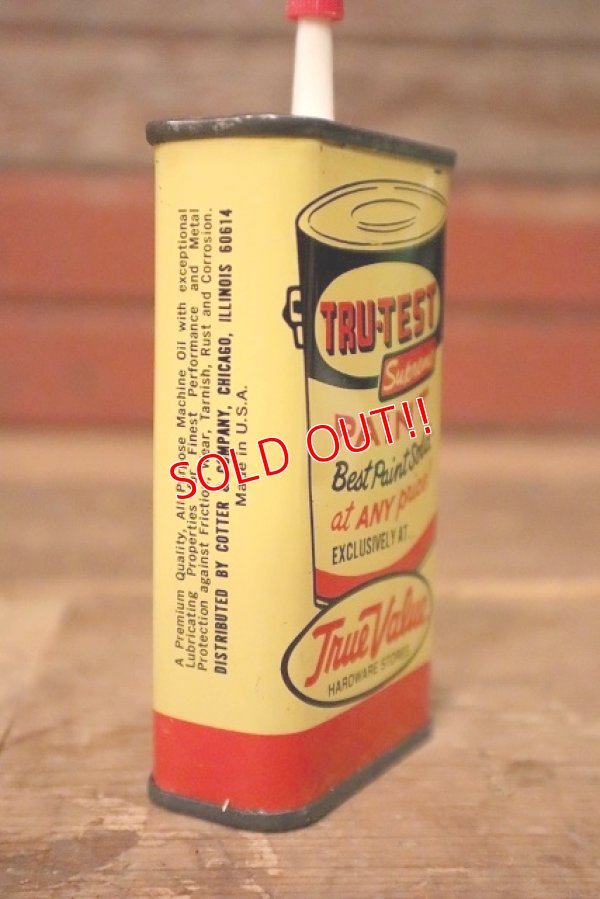 A Premium Quality, All Purpose Machine Oil with exceptional
Lubricating Properties for Finest Performance and Metal
Protection against Friction, Wear, Tarnish, Rust and Corrosion.
DISTRIBUTED BY COTTER & COMPANY, CHICAGO, ILLINOIS 60614
Made in U.S.A.
TRU-TEST
Supreme
PAINT
Best Paint Sold
at ANY price!
EXCLUSIVELY AT...
True Value
HARDWARE STORES
SOLD OUT!!